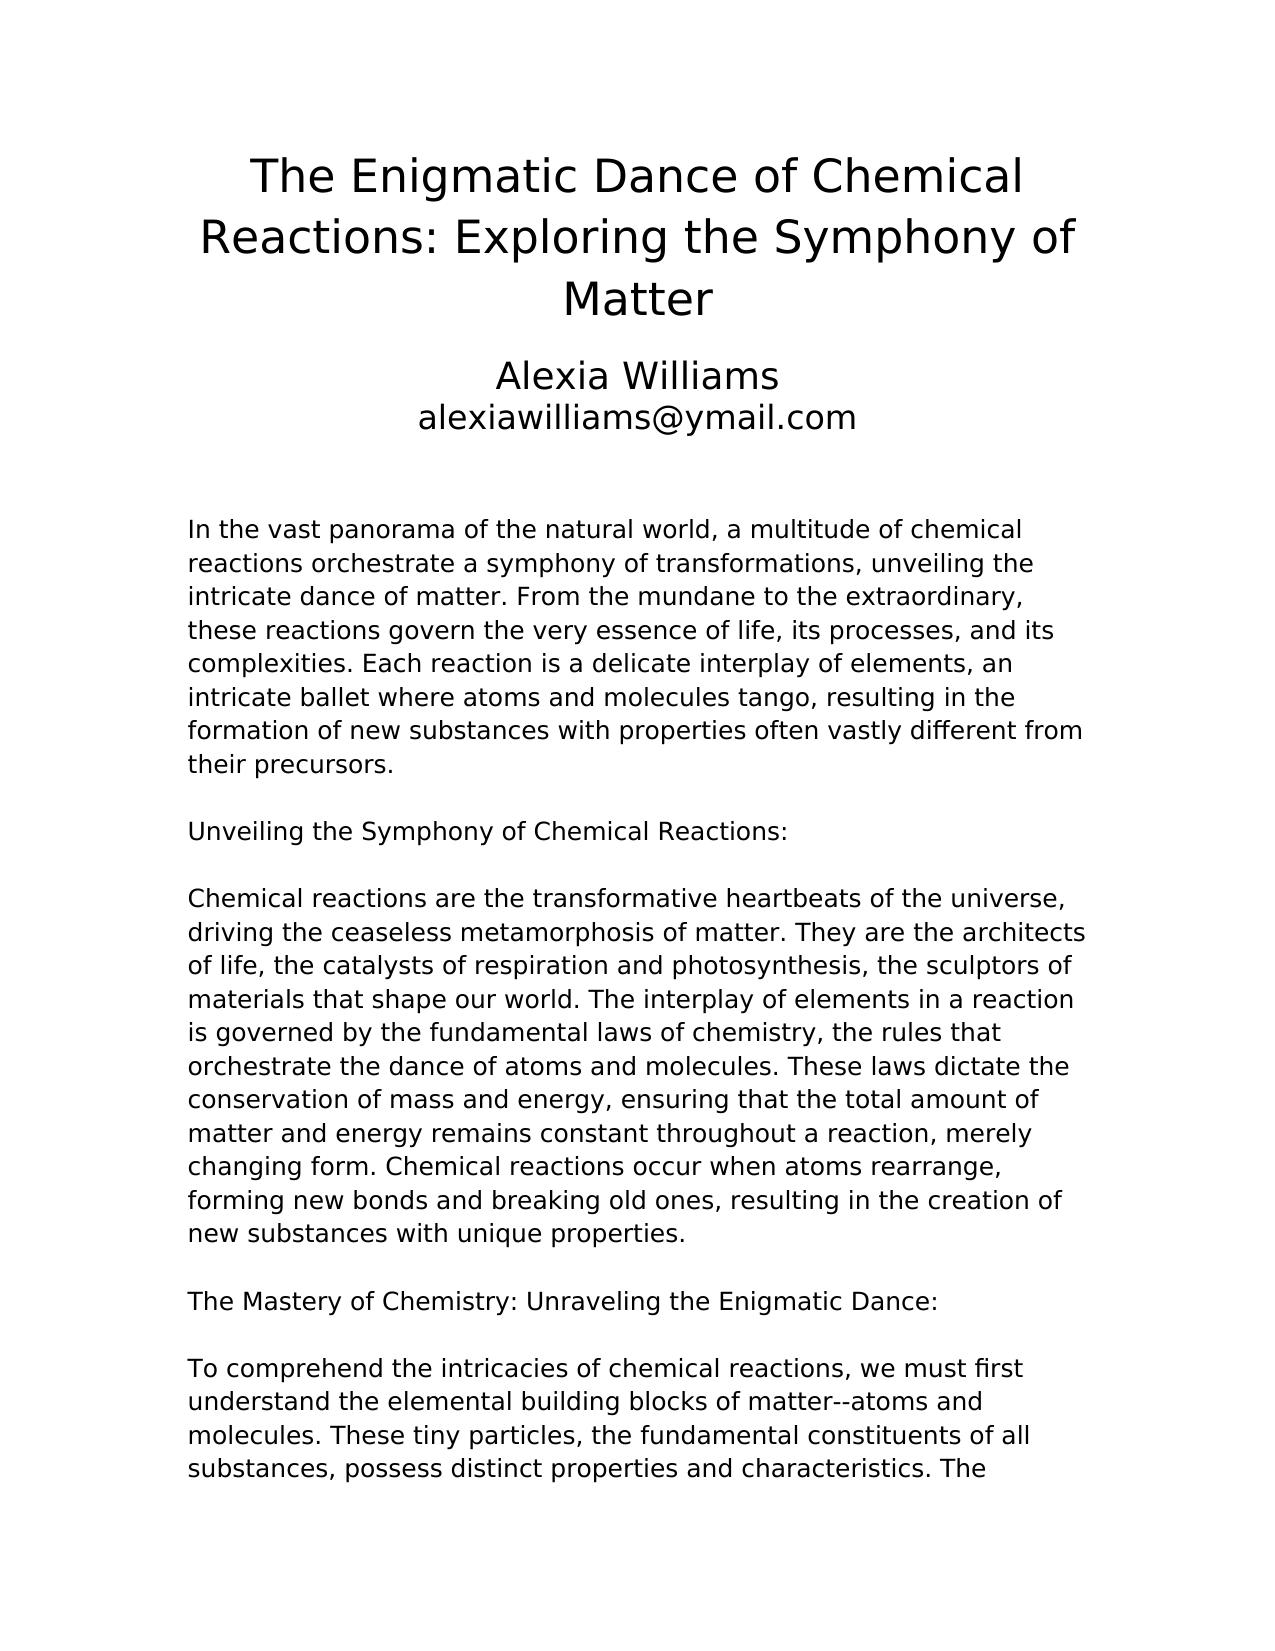 The Enigmatic Dance of Chemical
Reactions: Exploring the Symphony of
Matter
Alexia Williams
alexiawilliams@ymail.com
In the vast panorama of the natural world, a multitude of chemical
reactions orchestrate a symphony of transformations, unveiling the
intricate dance of matter. From the mundane to the extraordinary,
these reactions govern the very essence of life, its processes, and its
complexities. Each reaction is a delicate interplay of elements, an
intricate ballet where atoms and molecules tango, resulting in the
formation of new substances with properties often vastly different from
their precursors.
Unveiling the Symphony of Chemical Reactions:
Chemical reactions are the transformative heartbeats of the universe,
driving the ceaseless metamorphosis of matter. They are the architects
of life, the catalysts of respiration and photosynthesis, the sculptors of
materials that shape our world. The interplay of elements in a reaction
is governed by the fundamental laws of chemistry, the rules that
orchestrate the dance of atoms and molecules. These laws dictate the
conservation of mass and energy, ensuring that the total amount of
matter and energy remains constant throughout a reaction, merely
changing form. Chemical reactions occur when atoms rearrange,
forming new bonds and breaking old ones, resulting in the creation of
new substances with unique properties.
The Mastery of Chemistry: Unraveling the Enigmatic Dance:
To comprehend the intricacies of chemical reactions, we must first
understand the elemental building blocks of matter--atoms and
molecules. These tiny particles, the fundamental constituents of all
substances, possess distinct properties and characteristics. The